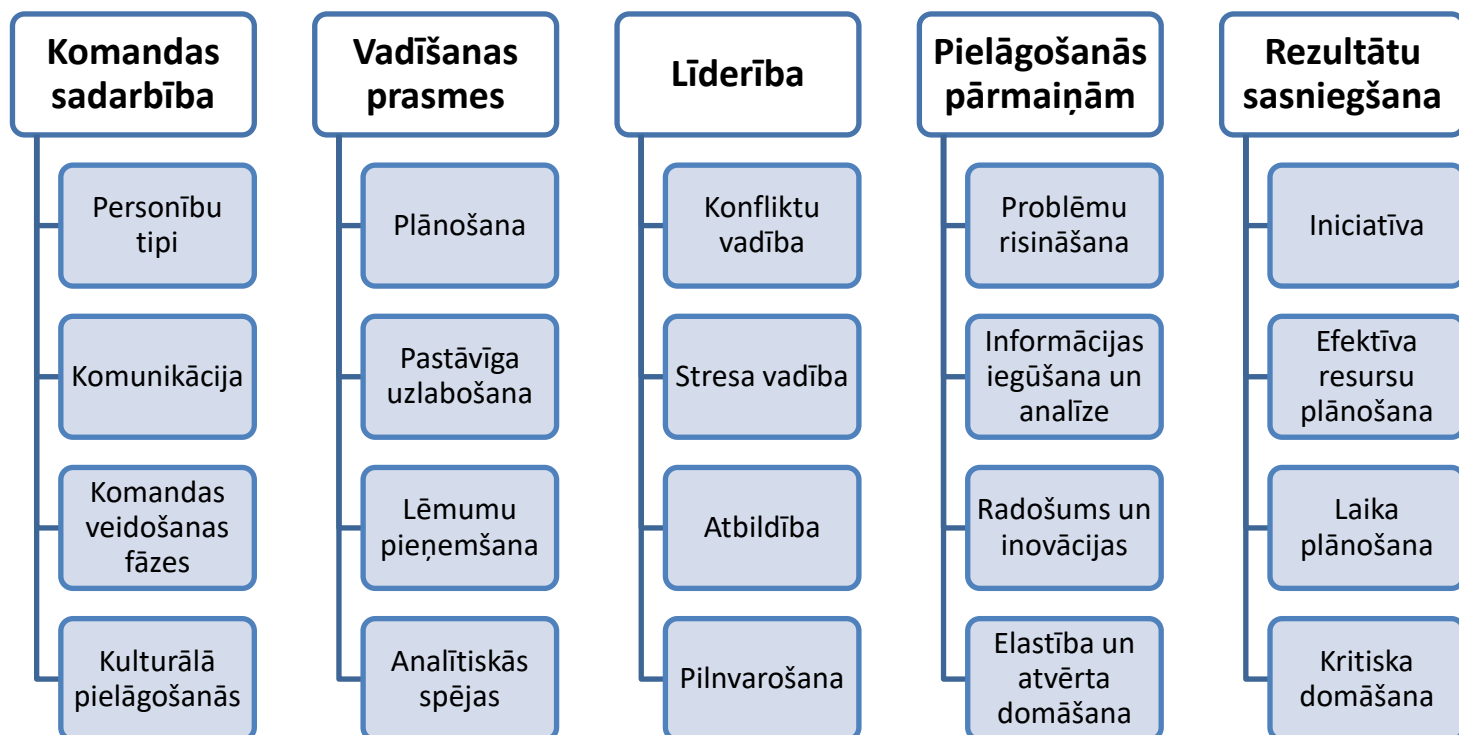 Komandas
sadarbība
Personību
tipi
Komunikācija
Komandas
veidošanas
fāzes
Kulturālā
pielāgošanās
Vadīšanas
prasmes
Plānošana
Pastāvīga
uzlabošana
Lēmumu
pieņemšana
Analītiskās
spējas
Līderība
Konfliktu
vadība
Stresa vadība
Atbildība
Pilnvarošana
Pielāgošanās
pārmaiņām
Problēmu
risināšana
Informācijas
iegūšana un
analīze
Radošums un
inovācijas
Elastība un
atvērta
domāšana
Rezultātu
sasniegšana
Iniciatīva
Efektīva
resursu
plānošana
Laika
plānošana
Kritiska
domāšana